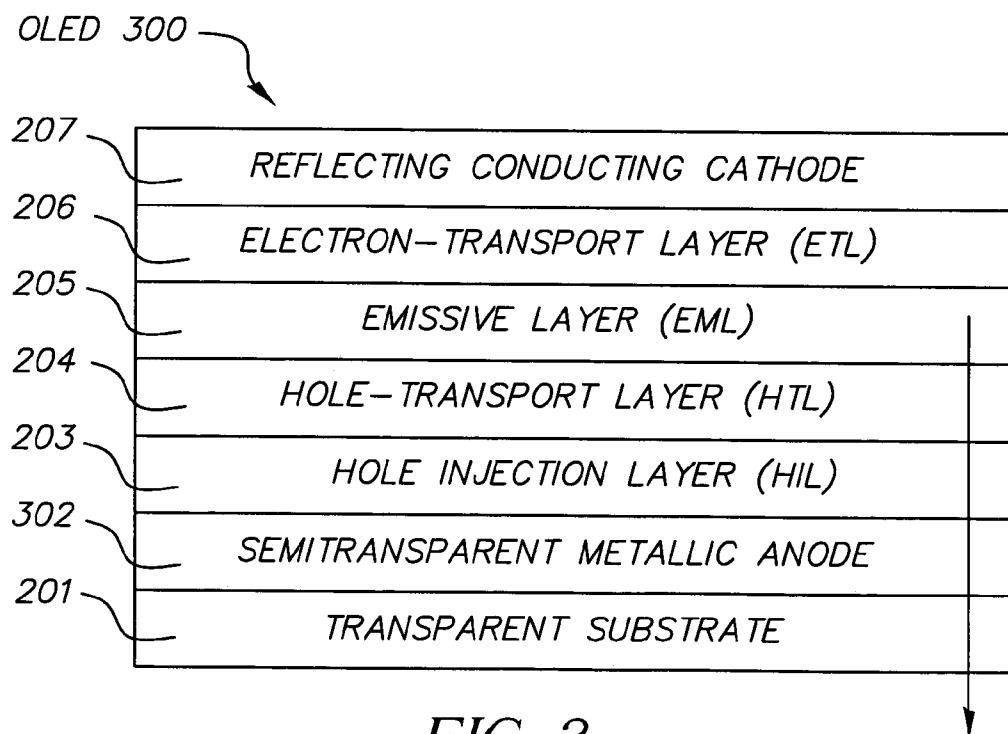 OLED 300
207
REFLECTING CONDUCTING CATHODE
206
ELECTRON-TRANSPORT LAYER (ETL)
205
EMISSIVE LAYER (EML)
204
HOLE-TRANSPORT LAYER (HTL)
203
HOLE INJECTION LAYER (HIL)
302
SEMITRANSPARENT METALLIC ANODE
201
TRANSPARENT SUBSTRATE